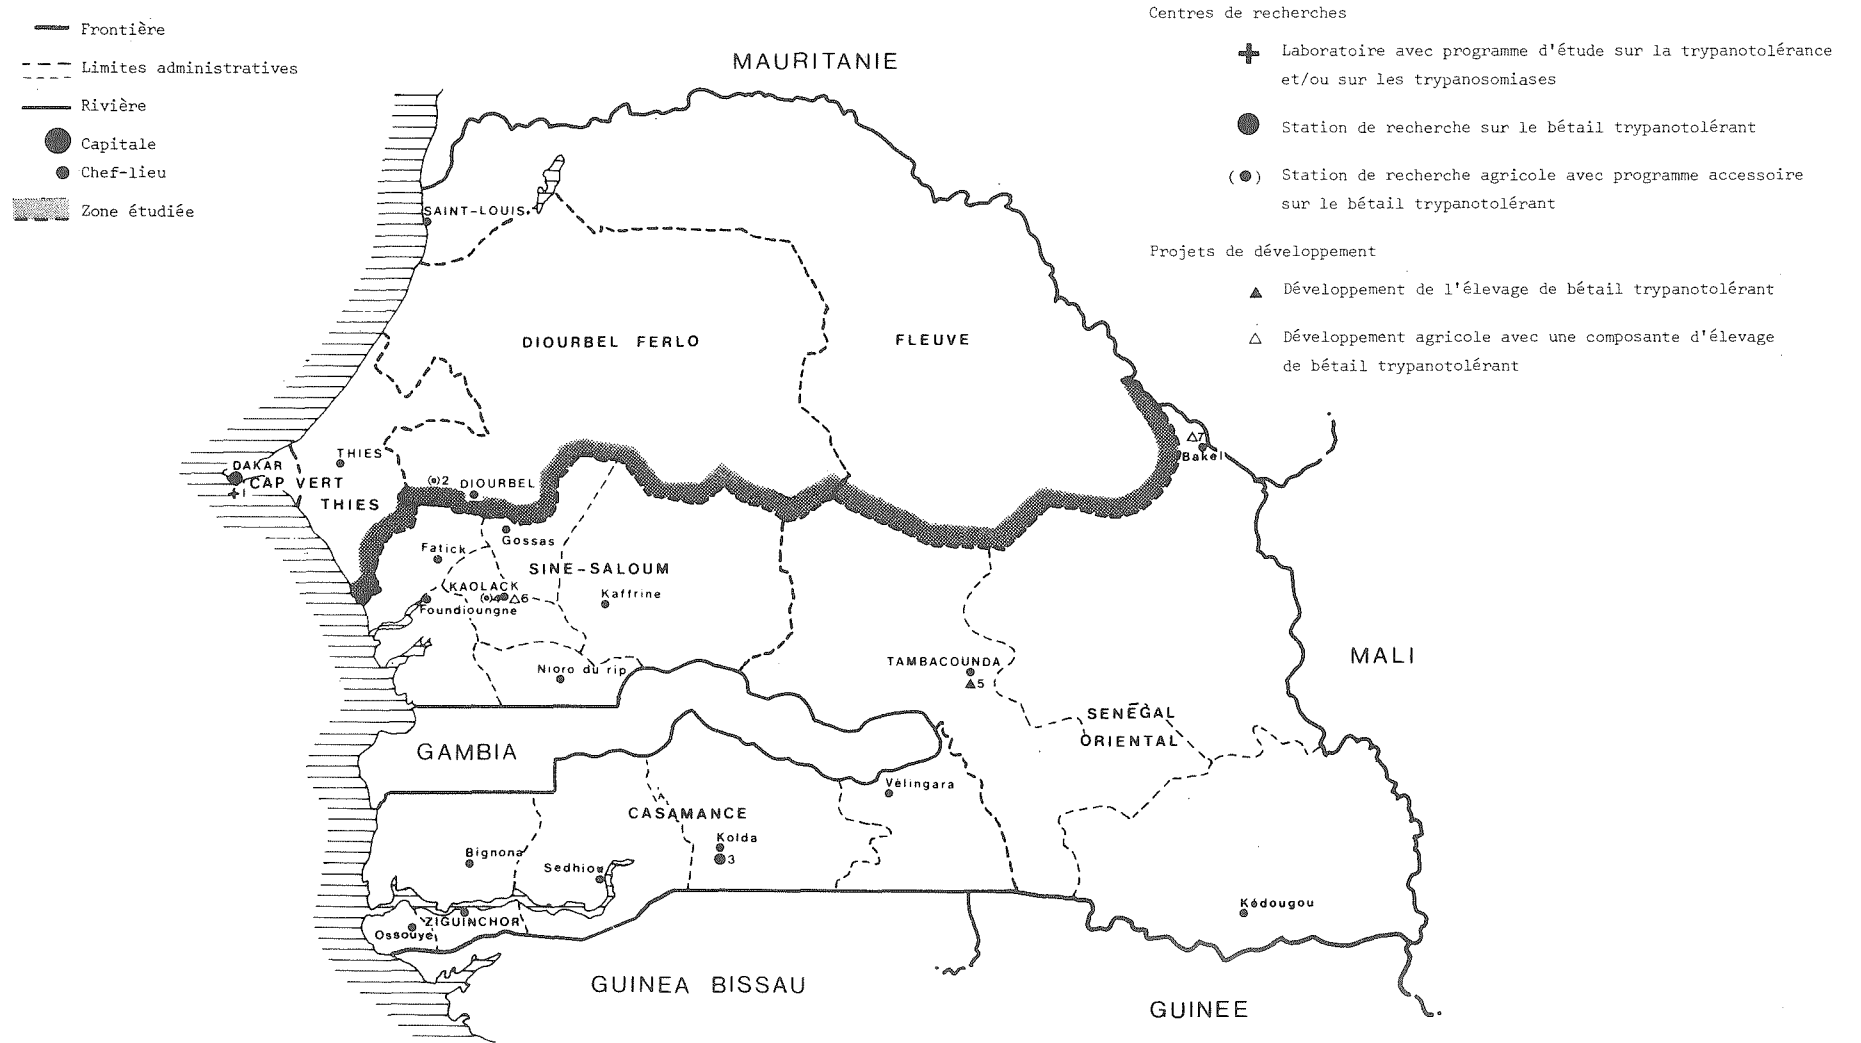 Frontière
Limites administratives
Rivière
Capitale
Chef-lieu
Zone étudiée
Centres de recherches
Laboratoire avec programme d'étude sur la trypanotolérance
et/ou sur les trypanosomiases
Station de recherche sur le bétail trypanotolérant
Station de recherche agricole avec programme accessoire
sur le bétail trypanotolérant
Projets de développement
Développement de l'élevage de bétail trypanotolérant
Développement agricole avec une composante d'élevage
de bétail trypanotolérant
MAURITANIE
SAINT-LOUIS
DIOURBEL FERLO
FLEUVE
7
Bakel
THIES
DAKAR
CAP VERT
1
THIES
2 DIOURBEL
Gossas
Fatick
SINE-SALOUM
KAOLACK
4 6
Foundioungne
Kaffrine
Nioro du rip
TAMBACOUNDA
5
MALI
SENEGAL
ORIENTAL
GAMBIA
Vélingara
CASAMANCE
Kolda
3
Bignona
Sedhiou
ZIGUINCHOR
Ossouye
Kédougou
GUINEA BISSAU
GUINEE